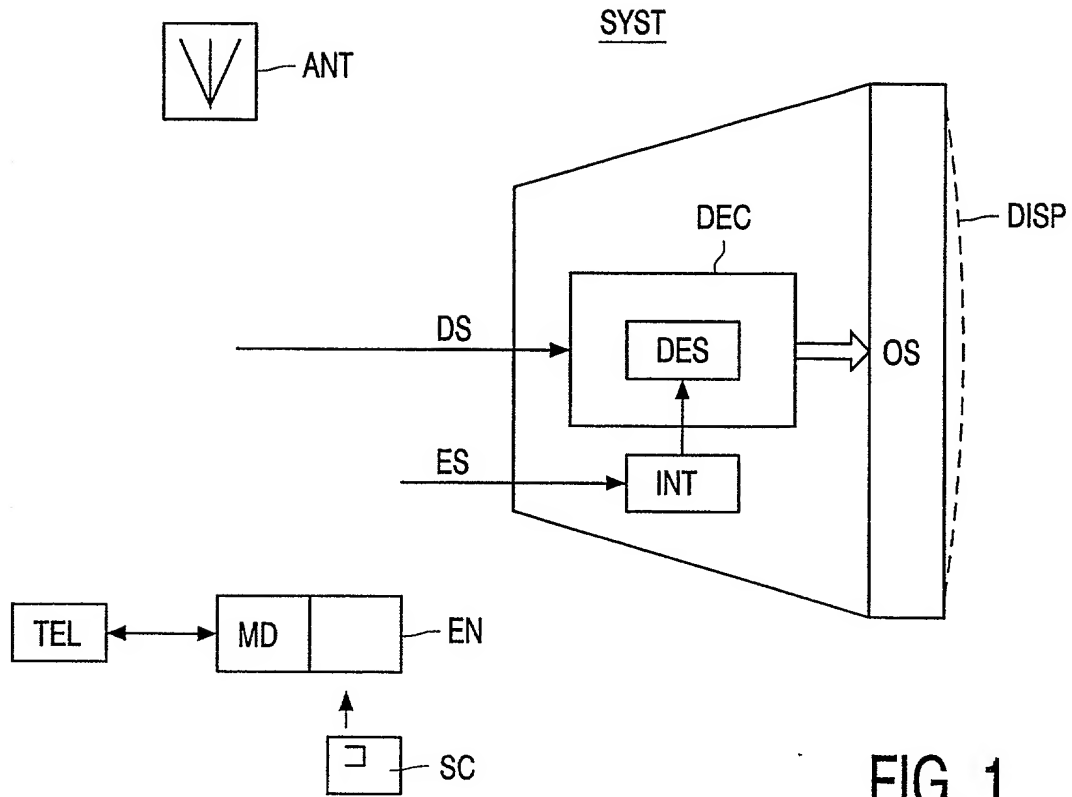 SYST
ANT
DEC
DISP
DS
DES
OS
ES
INT
TEL
MD
EN
SC
FIG. 1